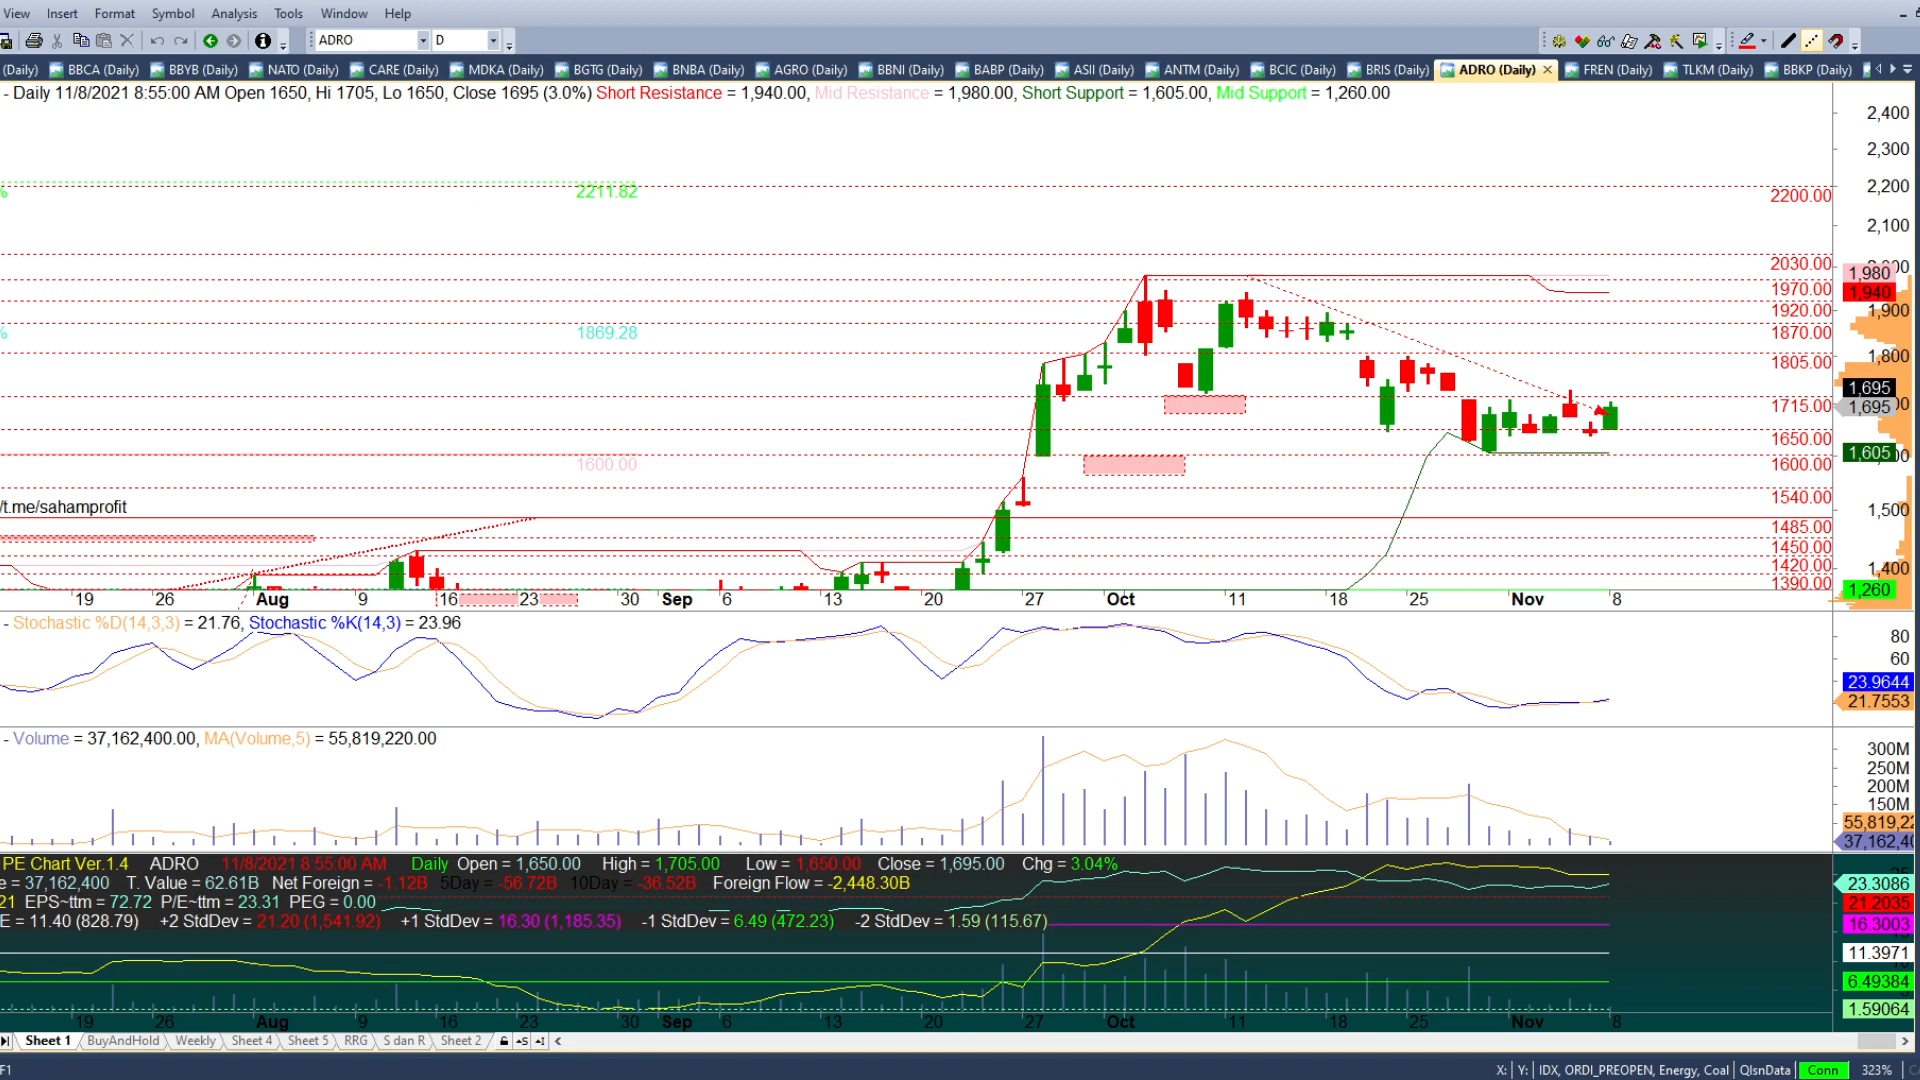 View Insert Format Symbol Analysis Tools Window Help
ADRO D
(Daily) BBCA (Daily) BBYB (Daily) NATO (Daily) CARE (Daily) MDKA (Daily) BGTG (Daily) BNBA (Daily) AGRO (Daily) BBNI (Daily) BABP (Daily) ASII (Daily) ANTM (Daily) BCIC (Daily) BRIS (Daily) ADRO (Daily) FREN (Daily) TLKM (Daily) BBKP (Daily)
- Daily 11/8/2021 8:55:00 AM Open 1650, Hi 1705, Lo 1650, Close 1695 (3.0%) Short Resistance = 1,940.00, Mid Resistance = 1,980.00, Short Support = 1,605.00, Mid Support = 1,260.00
2,400
2,300
2,200
% 2211.82 2200.00
2,100
2030.00
1,980
1970.00 1,940
1920.00 1,900
% 1869.28 1870.00
1805.00 1,800
1,695
1715.00 1,695
1650.00
1,605
1600.00 1600.00
1540.00
/t.me/sahamprofit 1,500
1485.00
1450.00
1420.00 1,400
1390.00 1,260
19 26 Aug 9 16 23 30 Sep 6 13 20 27 Oct 11 18 25 Nov 8
- Stochastic %D(14,3,3) = 21.76, Stochastic %K(14,3) = 23.96
80
60
23.9644
21.7553
- Volume = 37,162,400.00, MA(Volume,5) = 55,819,220.00
300M
250M
200M
150M
55,819,22
37,162,40
PE Chart Ver.1.4 ADRO 11/8/2021 8:55:00 AM Daily Open = 1,650.00 High = 1,705.00 Low = 1,650.00 Close = 1,695.00 Chg = 3.04%
e = 37,162,400 T. Value = 62.61B Net Foreign = -1.12B 5Day = -56.72B 10Day = -36.52B Foreign Flow = -2,448.30B
21 EPS~ttm = 72.72 P/E~ttm = 23.31 PEG = 0.00
E = 11.40 (828.79) +2 StdDev = 21.20 (1,541.92) +1 StdDev = 16.30 (1,185.35) -1 StdDev = 6.49 (472.23) -2 StdDev = 1.59 (115.67)
23.3086
21.2035
16.3003
11.3971
6.49384
1.59064
19 26 Aug 9 16 23 30 Sep 6 13 20 27 Oct 11 18 25 Nov 8
Sheet 1 BuyAndHold Weekly Sheet 4 Sheet 5 RRG S dan R Sheet 2
F1 X: Y: IDX, ORDI_PREOPEN, Energy, Coal QlsnData Conn 323%